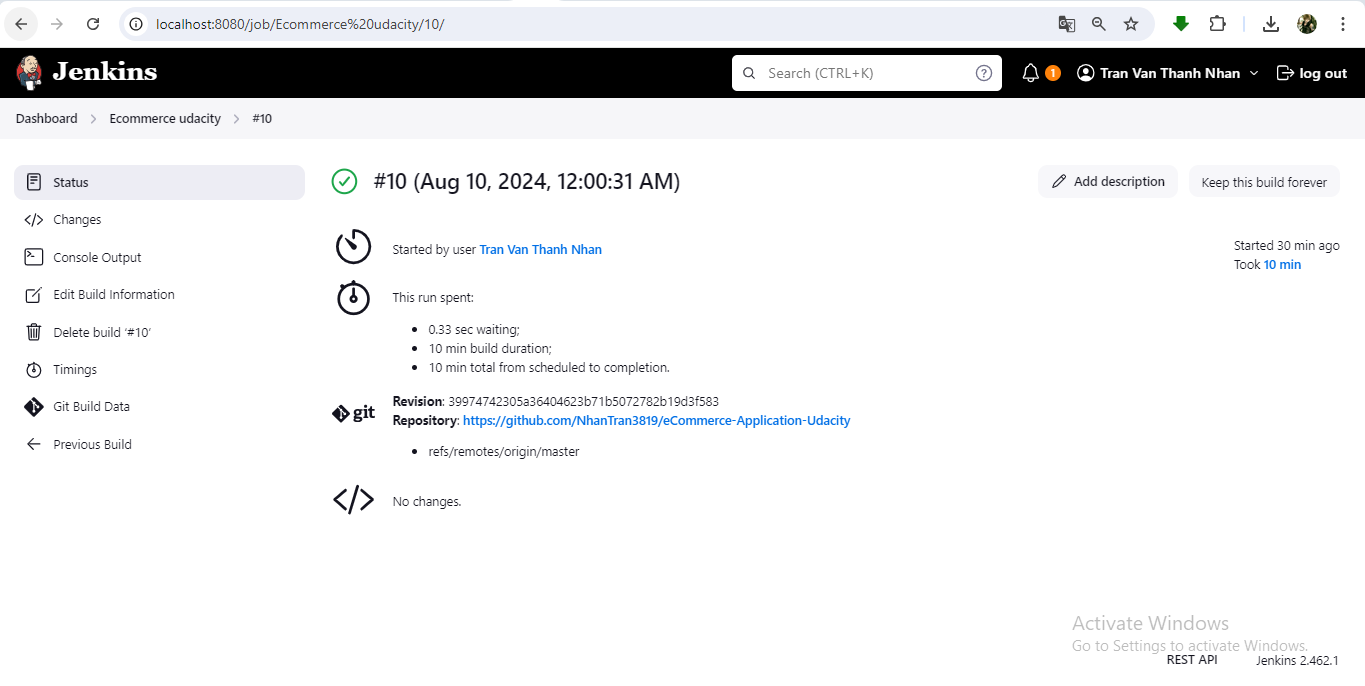 localhost:8080/job/Ecommerce%20udacity/10/
Jenkins
Search (CTRL+K)
?
1
Tran Van Thanh Nhan
log out
Dashboard > Ecommerce udacity > #10
Status
Changes
Console Output
Edit Build Information
Delete build ‘#10’
Timings
Git Build Data
Previous Build
#10 (Aug 10, 2024, 12:00:31 AM)
Add description
Keep this build forever
Started by user Tran Van Thanh Nhan
Started 30 min ago
Took 10 min
This run spent:
• 0.33 sec waiting;
• 10 min build duration;
• 10 min total from scheduled to completion.
git
Revision: 39974742305a36404623b71b5072782b19d3f583
Repository: https://github.com/NhanTran3819/eCommerce-Application-Udacity
• refs/remotes/origin/master
No changes.
Activate Windows
Go to Settings to activate Windows.
REST API
Jenkins 2.462.1